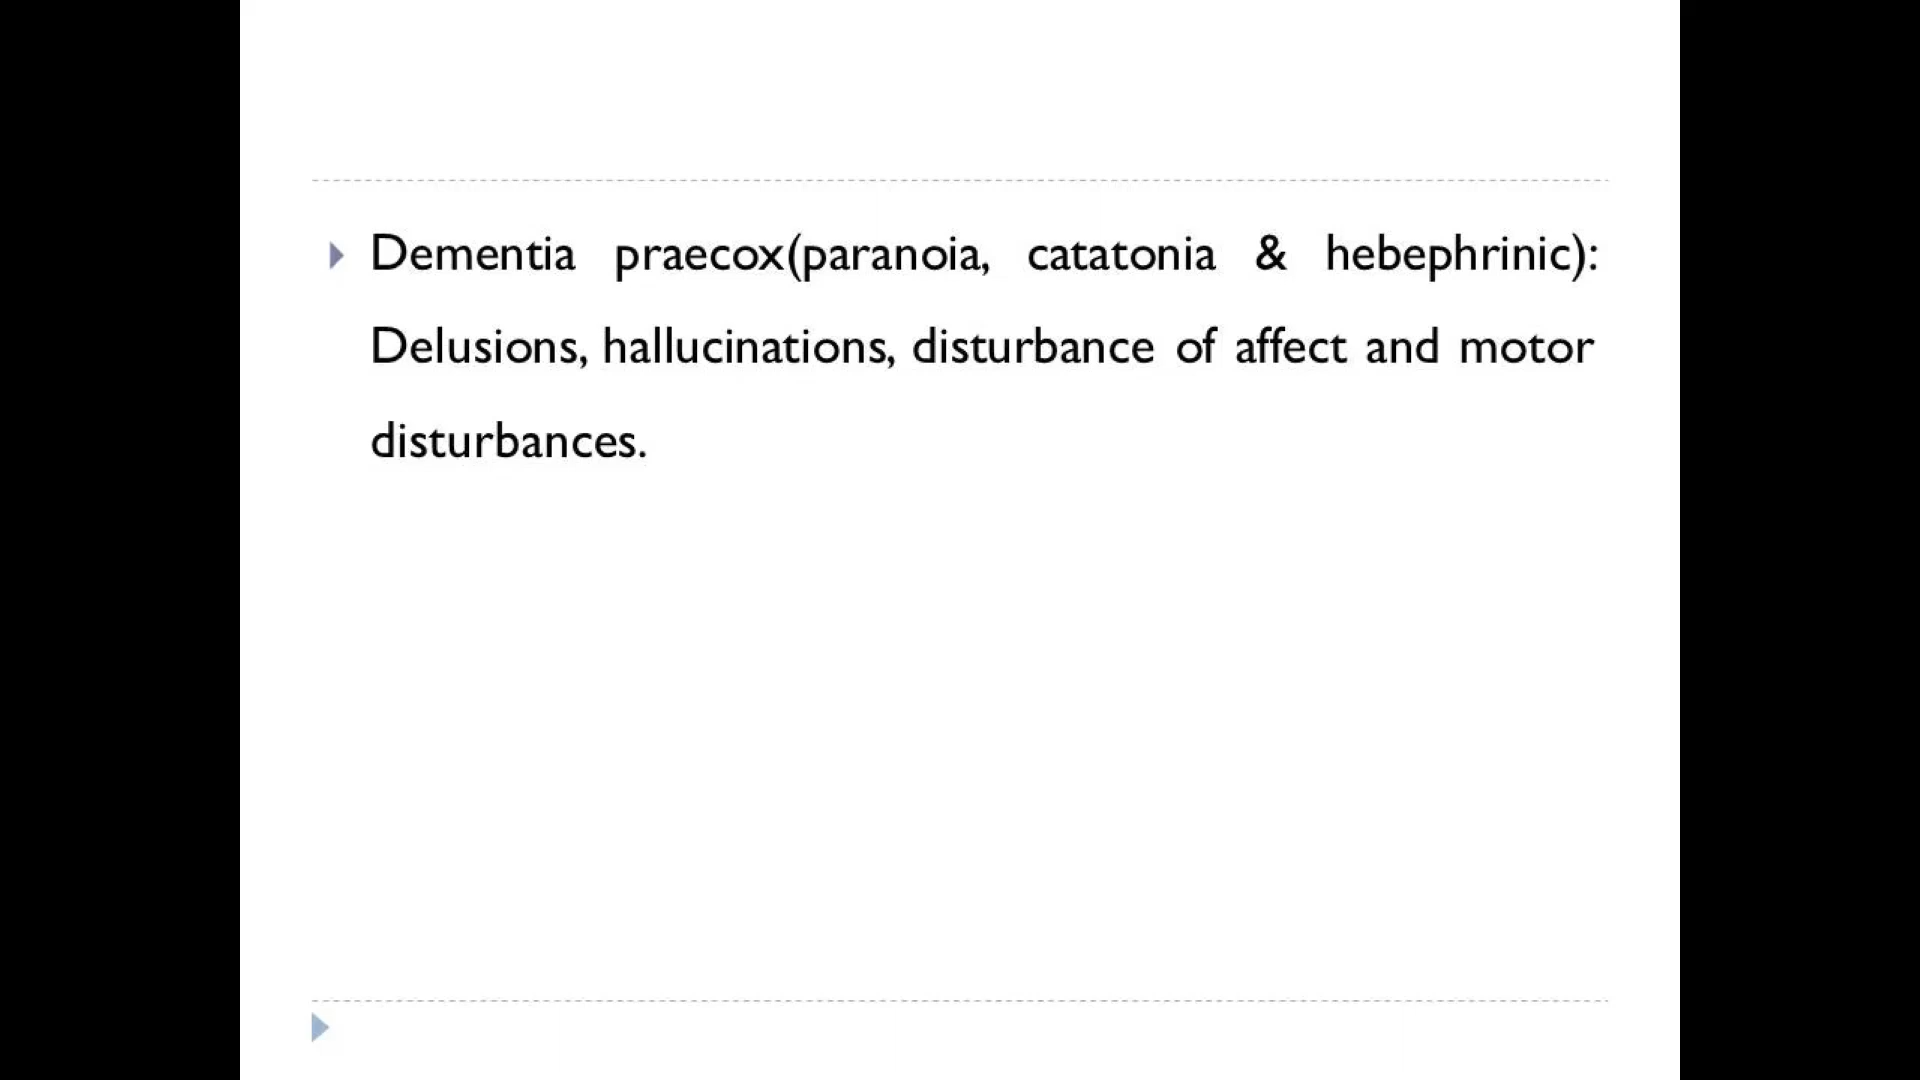 Dementia praecox(paranoia, catatonia & hebephrinic):
Delusions, hallucinations, disturbance of affect and motor
disturbances.